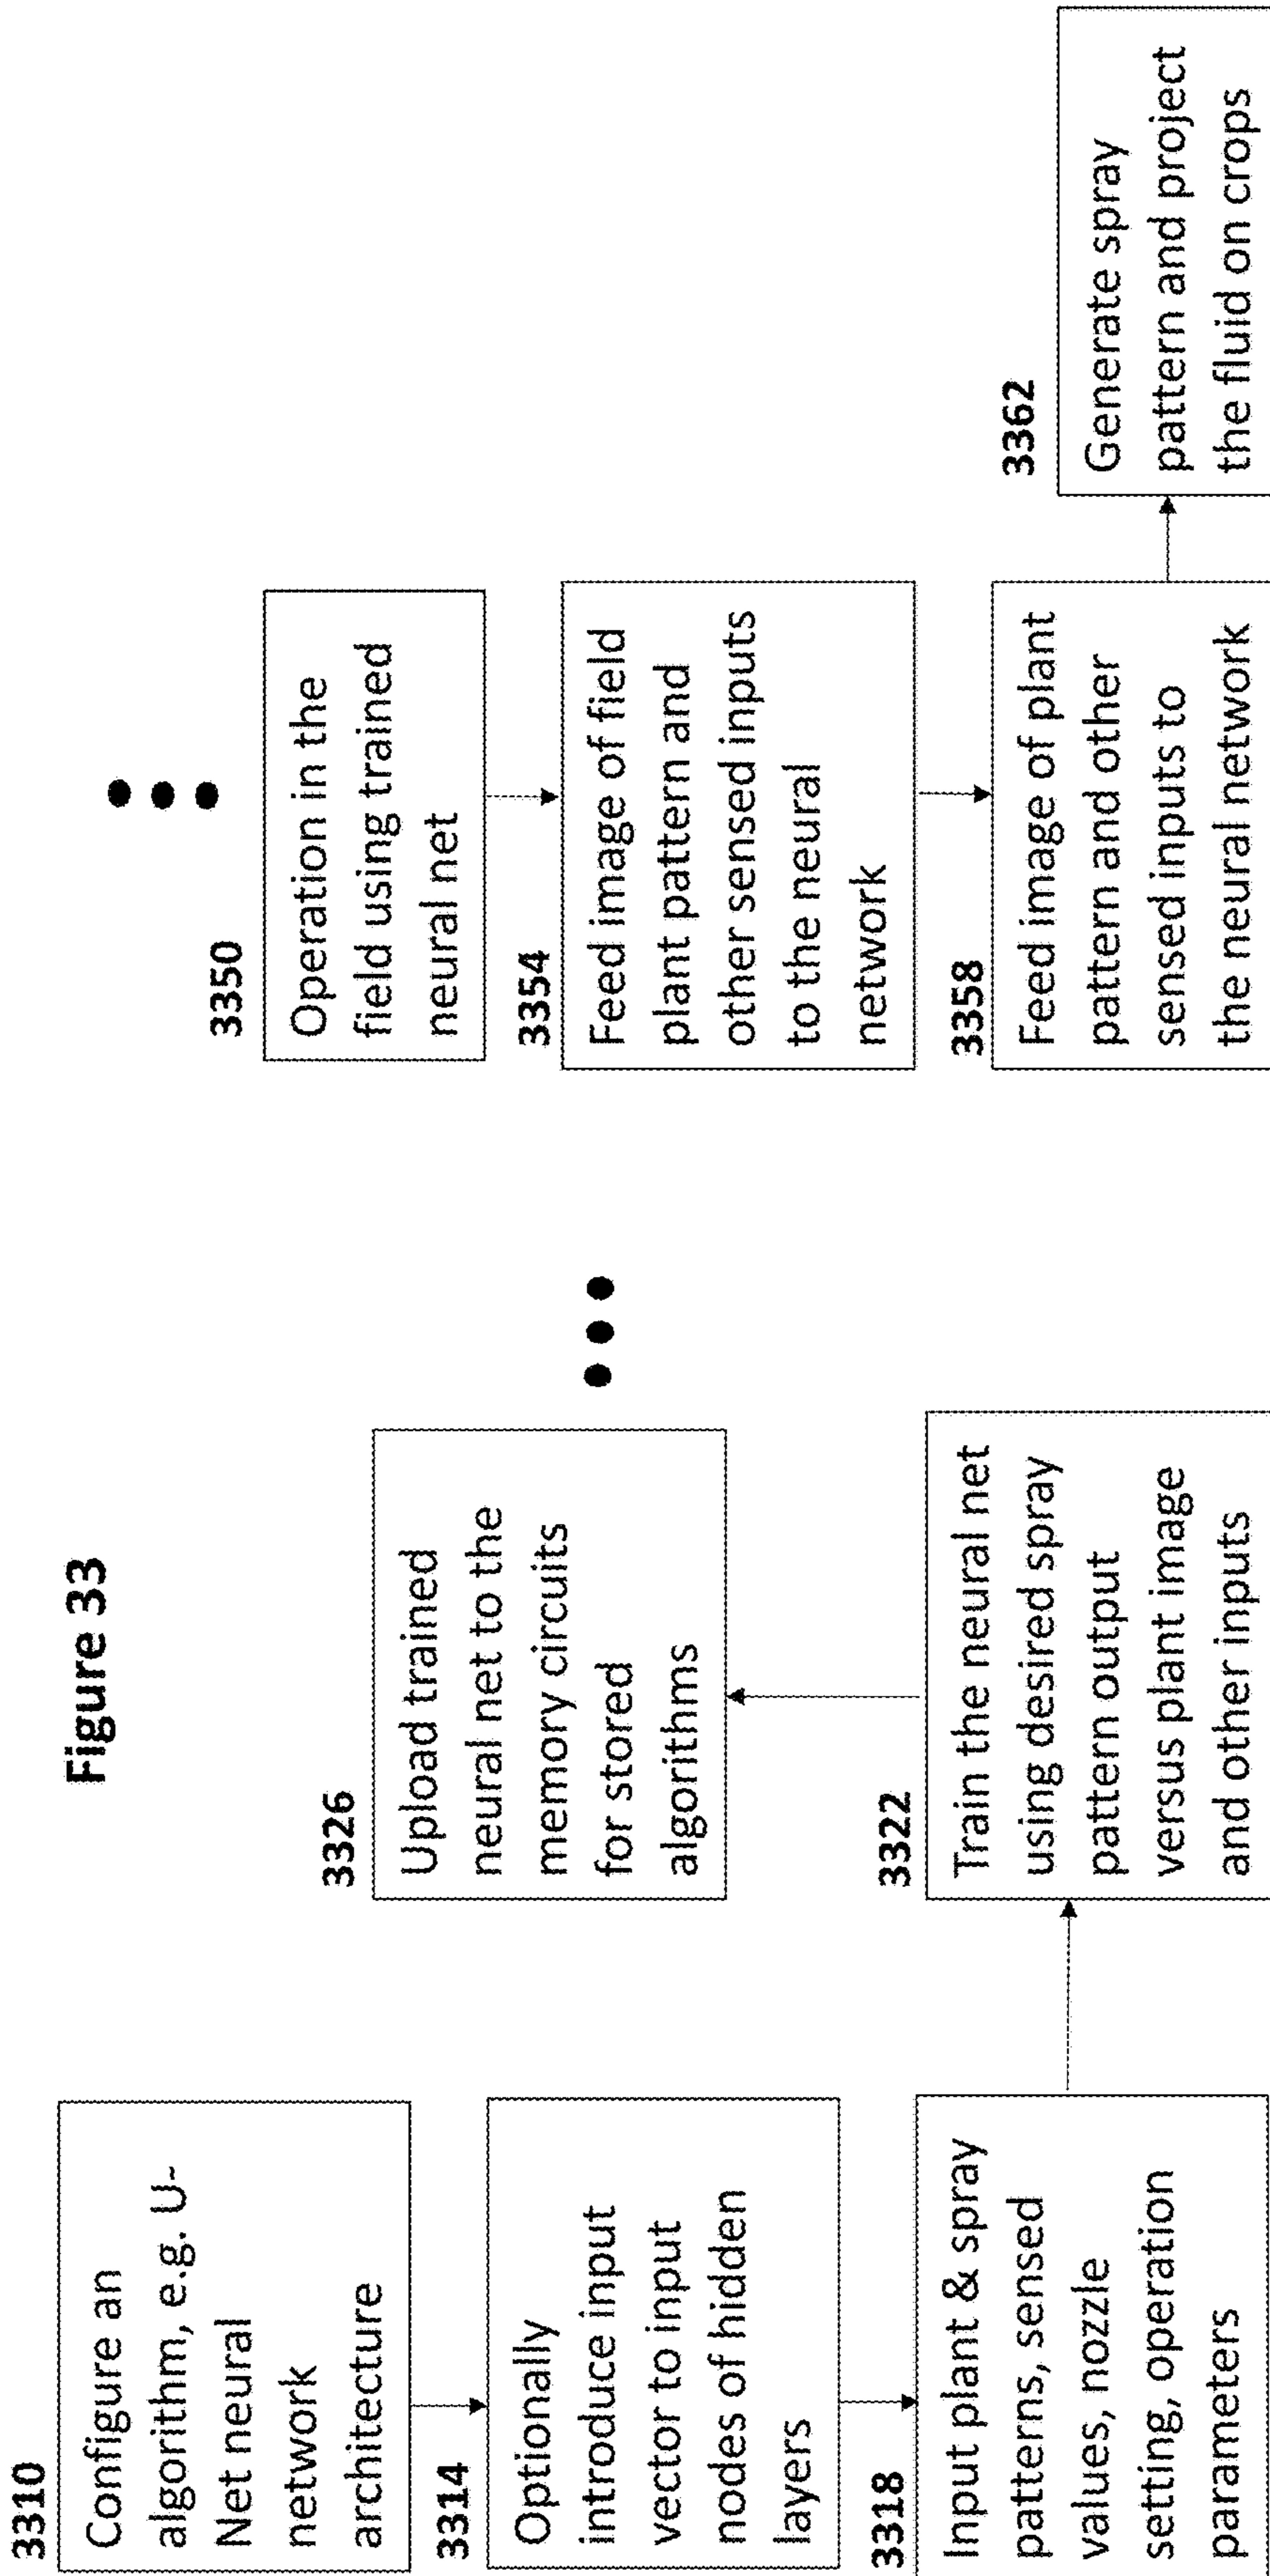 Figure 33
3310
Configure an
algorithm, e.g. U-
Net neural
network
architecture
3314
Optionally
introduce input
vector to input
nodes of hidden
layers
3318
Input plant & spray
patterns, sensed
values, nozzle
setting, operation
parameters
3322
Train the neural net
using desired spray
pattern output
versus plant image
and other inputs
3326
Upload trained
neural net to the
memory circuits
for stored
algorithms
3350
Operation in the
field using trained
neural net
3354
Feed image of field
plant pattern and
other sensed inputs
to the neural
network
3358
Feed image of plant
pattern and other
sensed inputs to
the neural network
3362
Generate spray
pattern and project
the fluid on crops